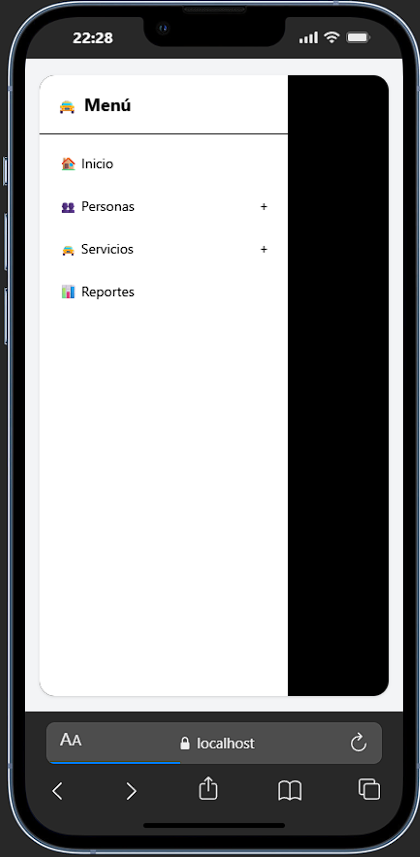 22:28
Menú
Inicio
Personas +
Servicios +
Reportes
AA localhost